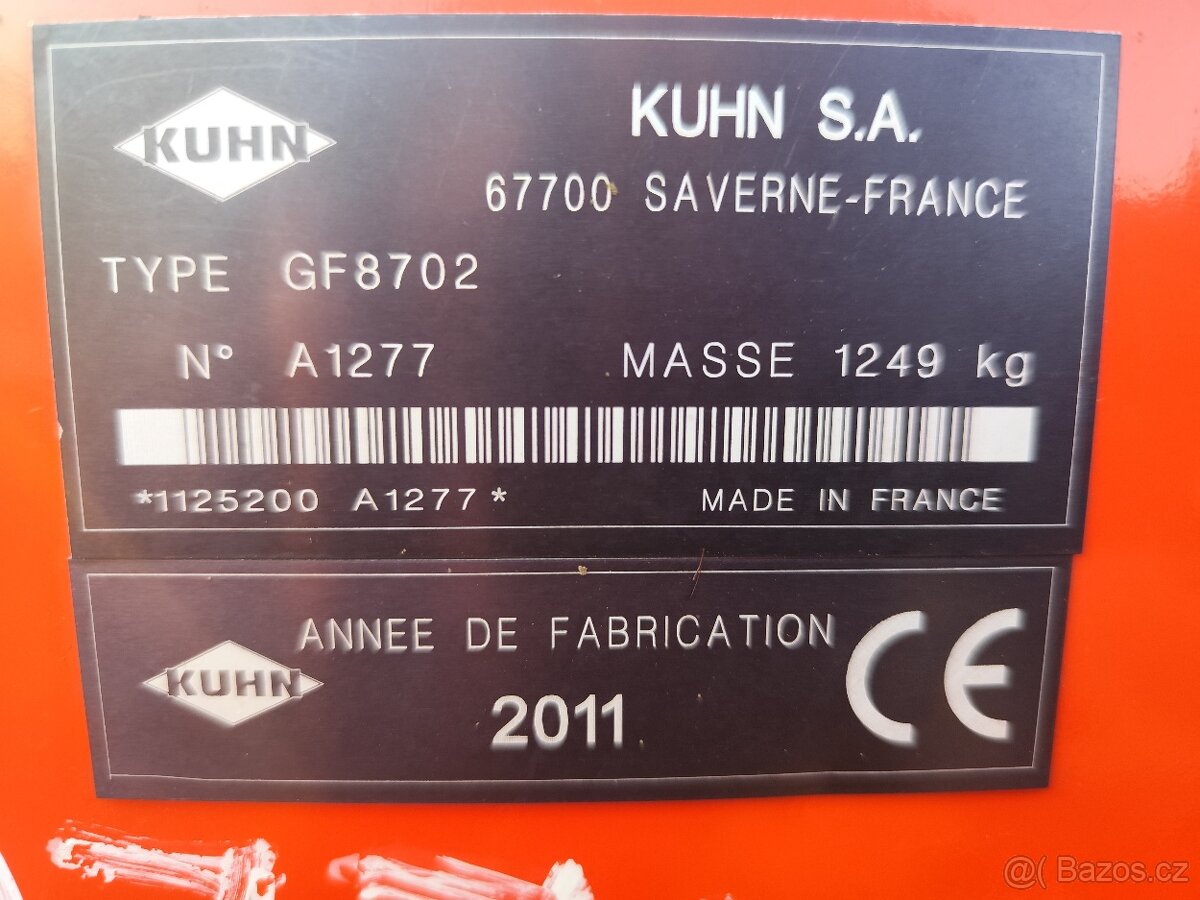 KUHN
KUHN S.A.
67700 SAVERNE-FRANCE
TYPE GF8702
N° A1277 MASSE 1249 kg
*1125200 A1277* MADE IN FRANCE
KUHN
ANNEE DE FABRICATION
2011
CE
@( Bazos.cz